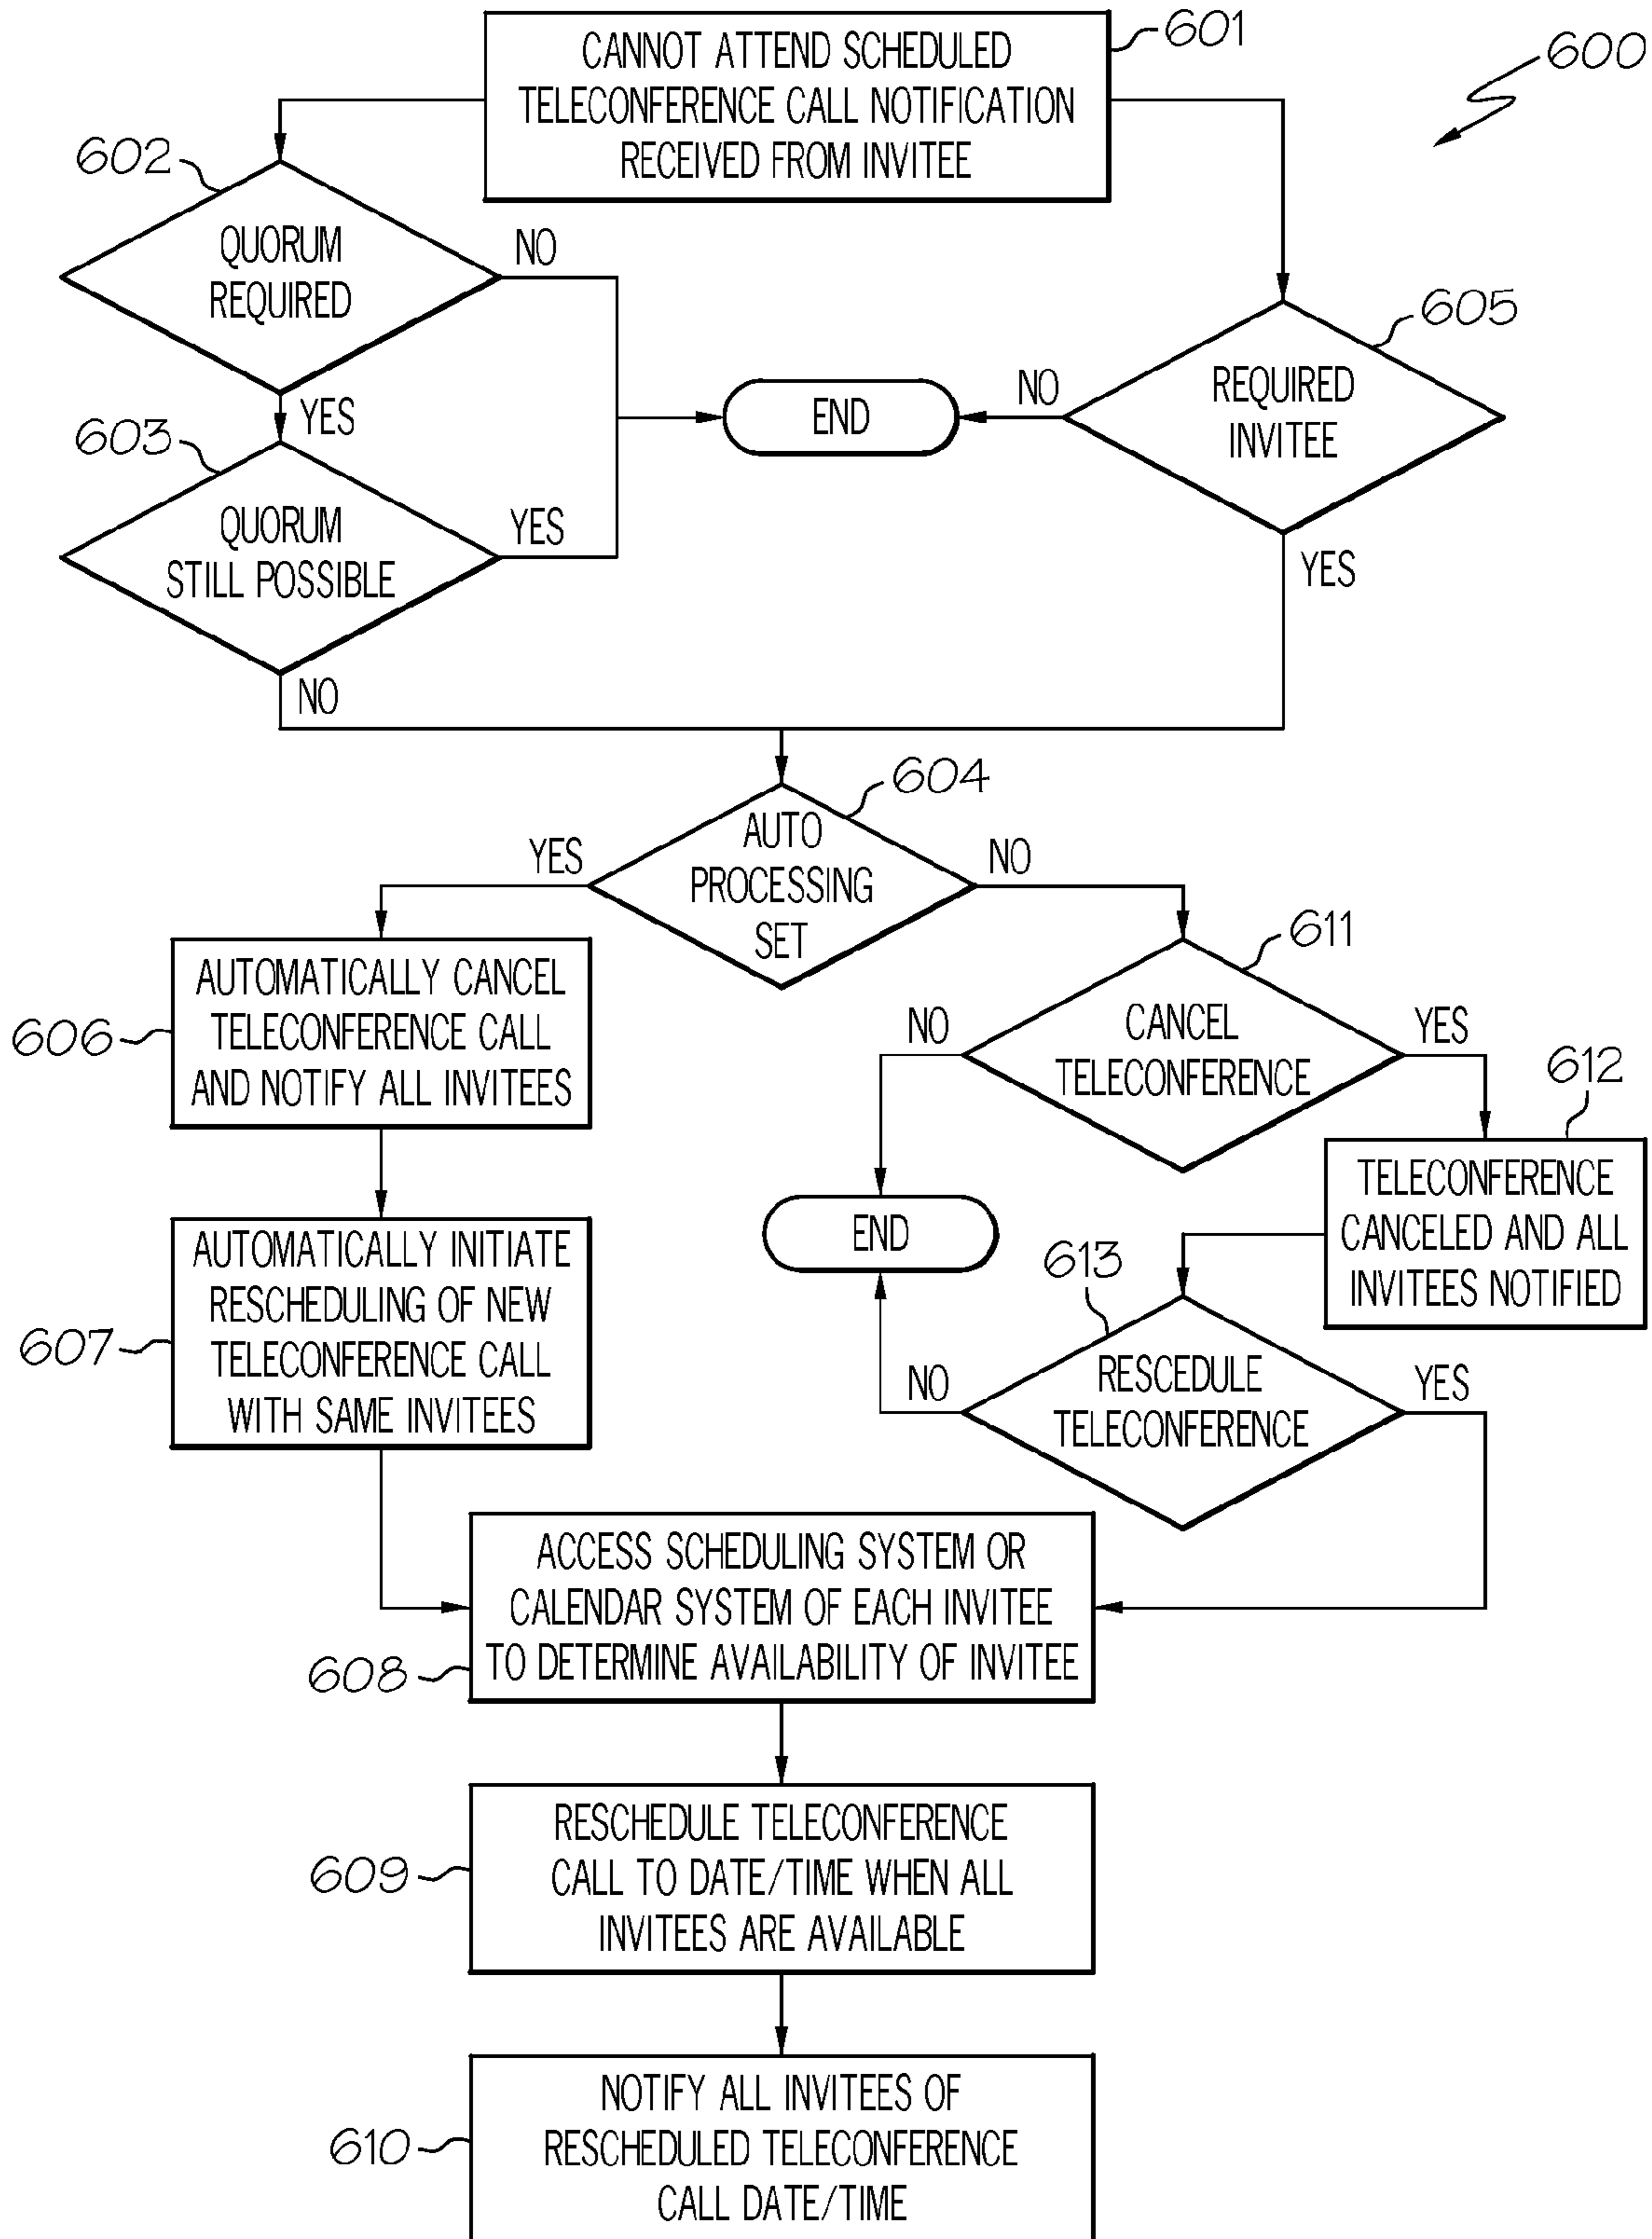 601
600
CANNOT ATTEND SCHEDULED
TELECONFERENCE CALL NOTIFICATION
RECEIVED FROM INVITEE
602
QUORUM
REQUIRED
NO
YES
605
REQUIRED
INVITEE
NO
YES
END
603
QUORUM
STILL POSSIBLE
YES
NO
604
AUTO
PROCESSING
SET
YES
NO
606
AUTOMATICALLY CANCEL
TELECONFERENCE CALL
AND NOTIFY ALL INVITEES
611
CANCEL
TELECONFERENCE
NO
YES
612
TELECONFERENCE
CANCELED AND ALL
INVITEES NOTIFIED
END
607
AUTOMATICALLY INITIATE
RESCHEDULING OF NEW
TELECONFERENCE CALL
WITH SAME INVITEES
613
RESCEDULE
TELECONFERENCE
NO
YES
608
ACCESS SCHEDULING SYSTEM OR
CALENDAR SYSTEM OF EACH INVITEE
TO DETERMINE AVAILABILITY OF INVITEE
609
RESCHEDULE TELECONFERENCE
CALL TO DATE/TIME WHEN ALL
INVITEES ARE AVAILABLE
610
NOTIFY ALL INVITEES OF
RESCHEDULED TELECONFERENCE
CALL DATE/TIME